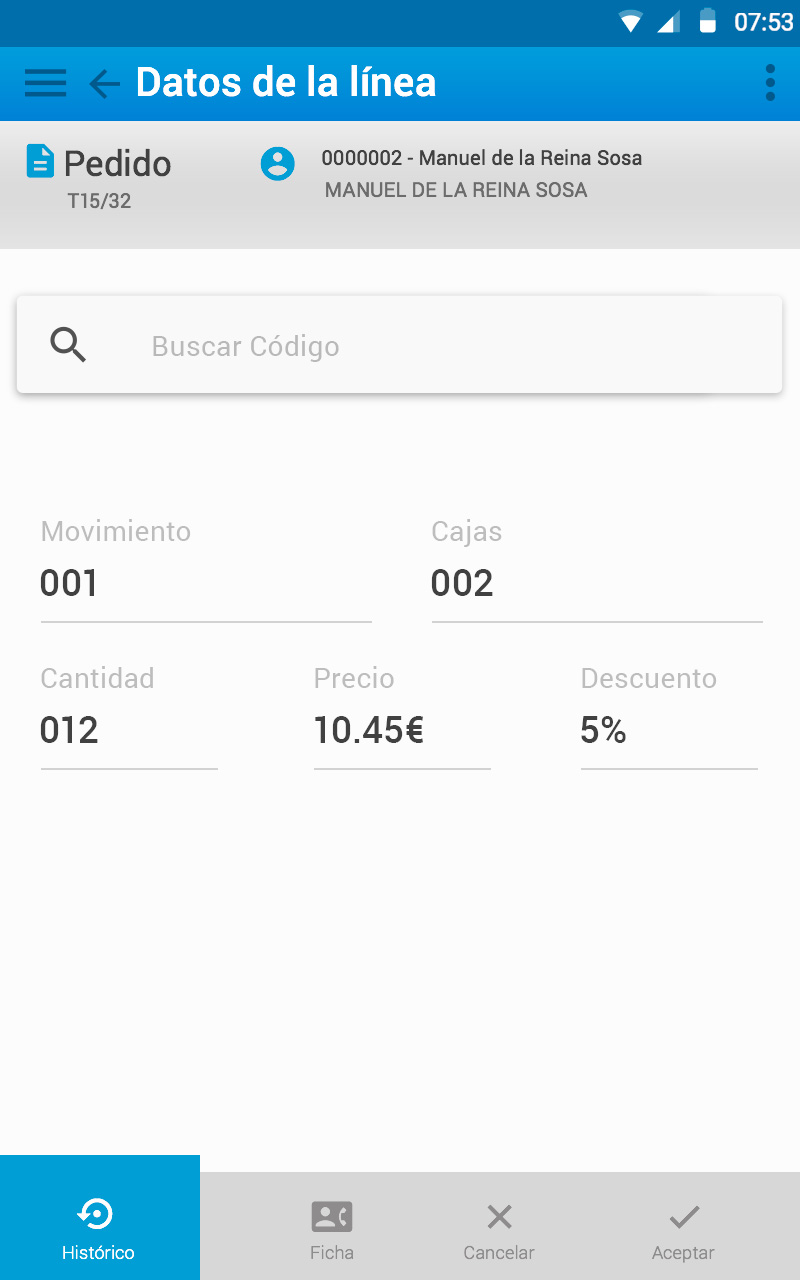 07:53
Datos de la línea
Pedido
T15/32
0000002 - Manuel de la Reina Sosa
MANUEL DE LA REINA SOSA
Buscar Código
Movimiento
001
Cajas
002
Cantidad
012
Precio
10.45€
Descuento
5%
Histórico
Ficha
Cancelar
Aceptar